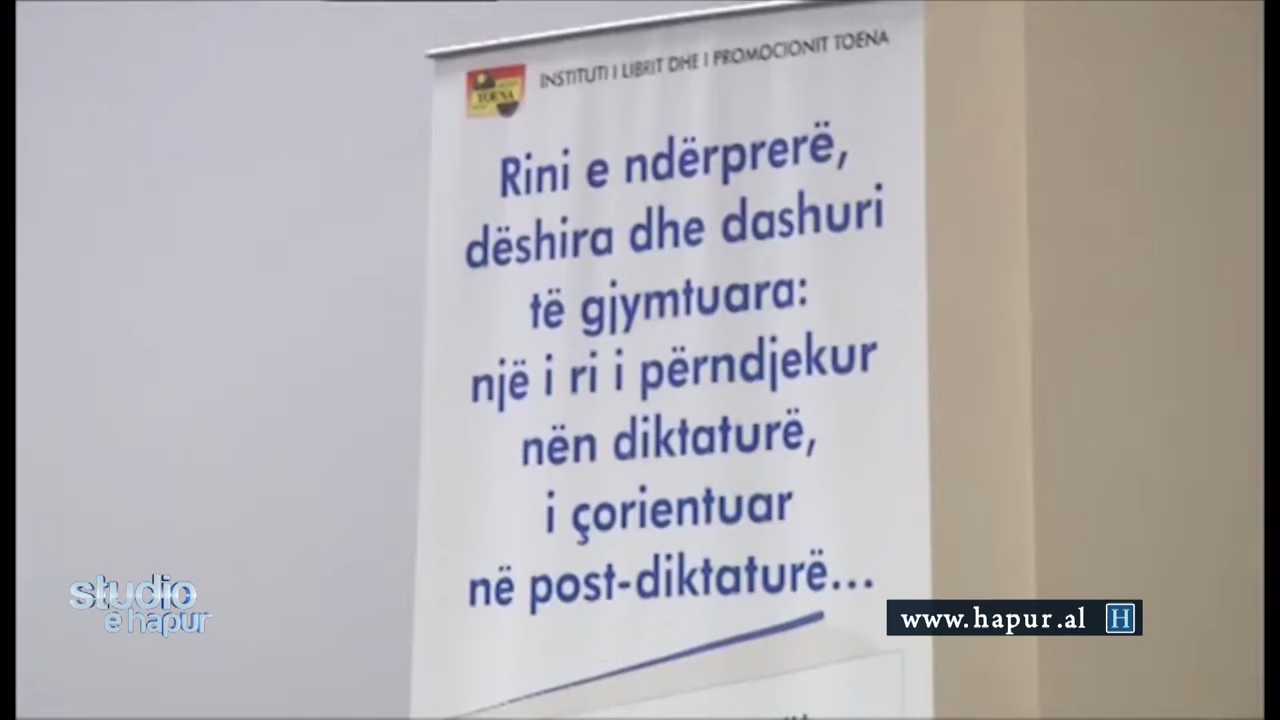 INSTITUTI I LIBRIT DHE I PROMOCIONIT TOENA
TOENA
Rini e ndërprerë,
dëshira dhe dashuri
të gjymtuara:
një i ri i përndjekur
nën diktaturë,
i çorientuar
në post-diktaturë...
studio
e hapur
www.hapur.al H